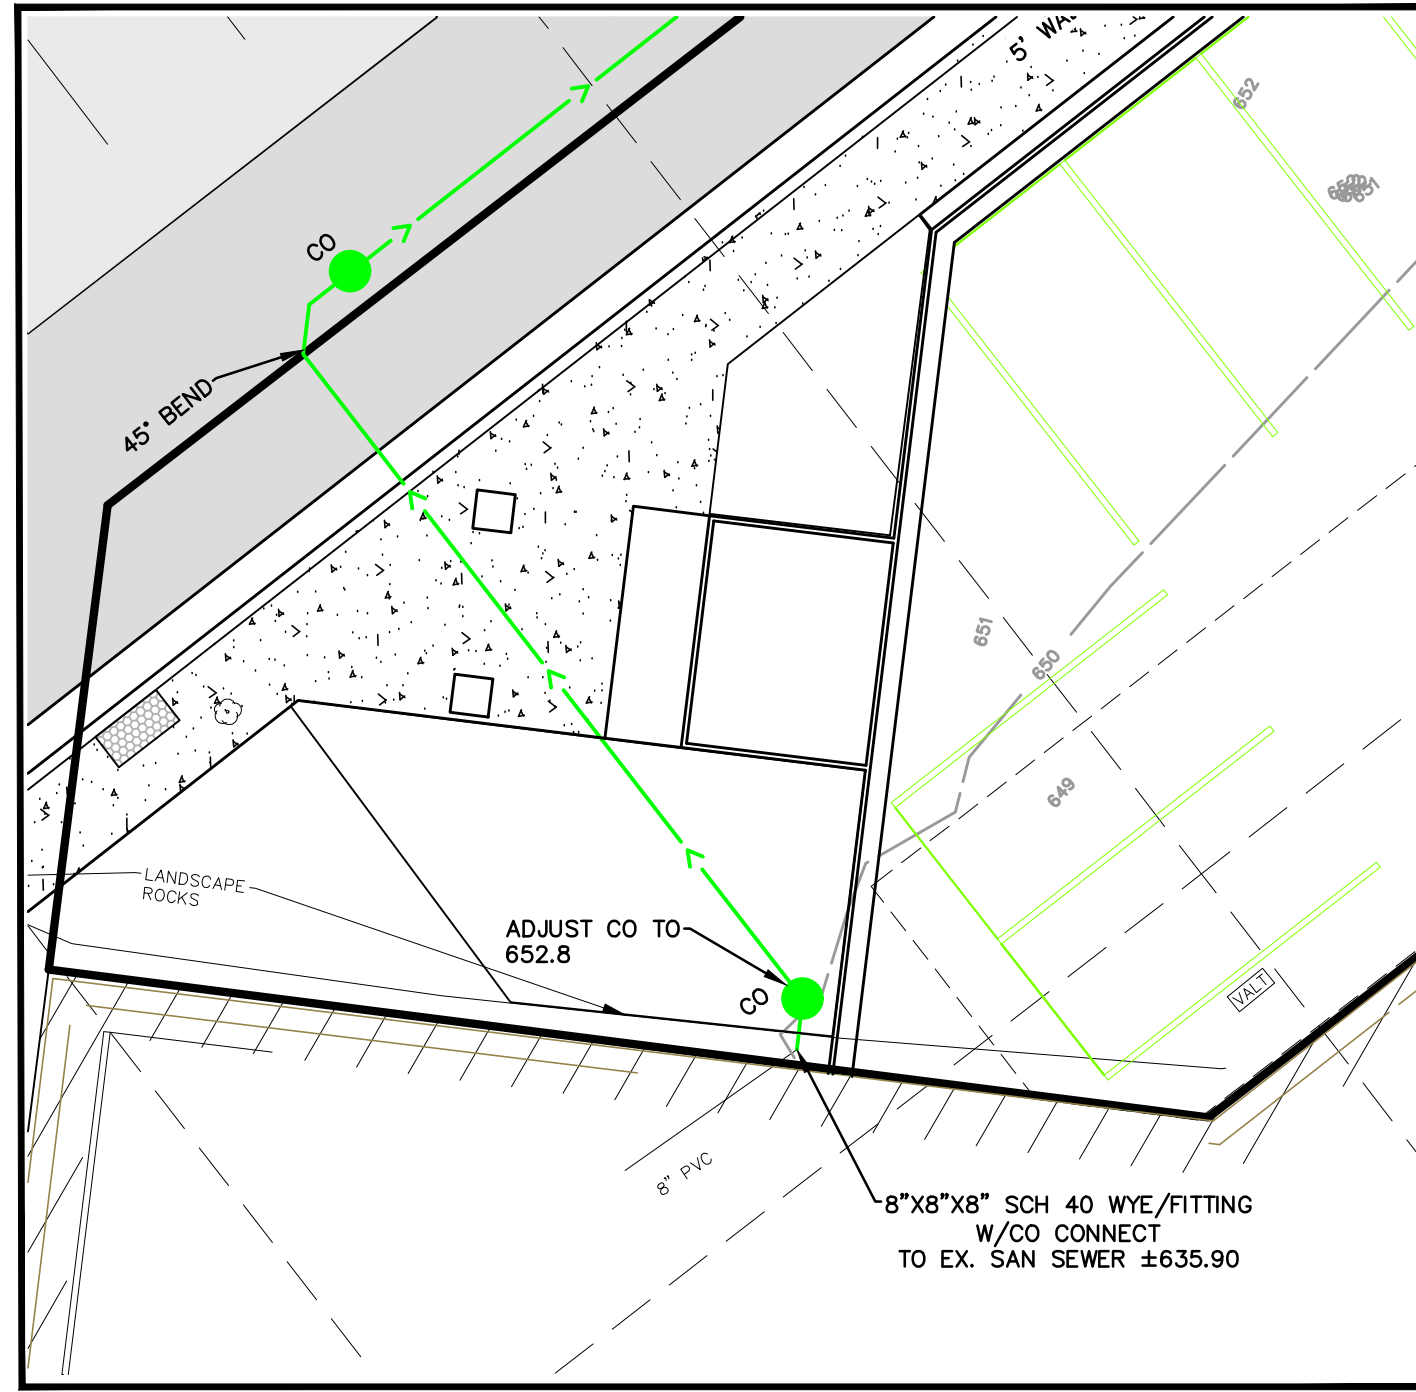 5' WA
652
651
CO
45° BEND
651
650
649
LANDSCAPE
ROCKS
ADJUST CO TO
652.8
CO
VALT
8" PVC
8"X8"X8" SCH 40 WYE/FITTING
W/CO CONNECT
TO EX. SAN SEWER ±635.90